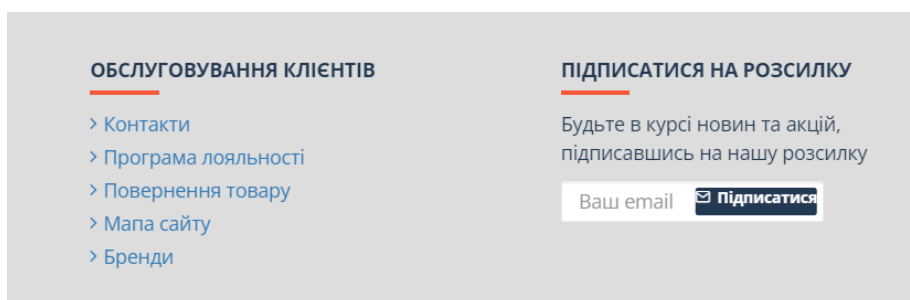 ОБСЛУГОВУВАННЯ КЛІЄНТІВ
Контакти
Програма лояльності
Повернення товару
Мапа сайту
Бренди
ПІДПИСАТИСЯ НА РОЗСИЛКУ
Будьте в курсі новин та акцій,
підписавшись на нашу розсилку
Ваш email
Підписатися